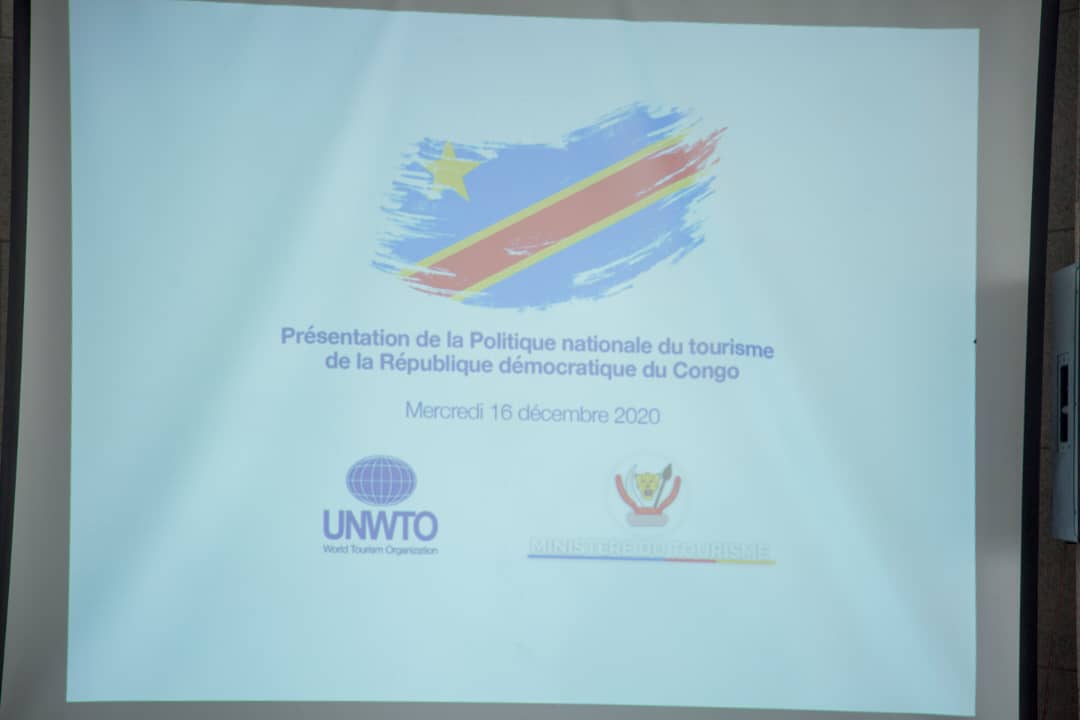 Présentation de la Politique nationale du tourisme
de la République démocratique du Congo
Mercredi 16 décembre 2020
UNWTO
World Tourism Organization
MINISTERE DU TOURISME